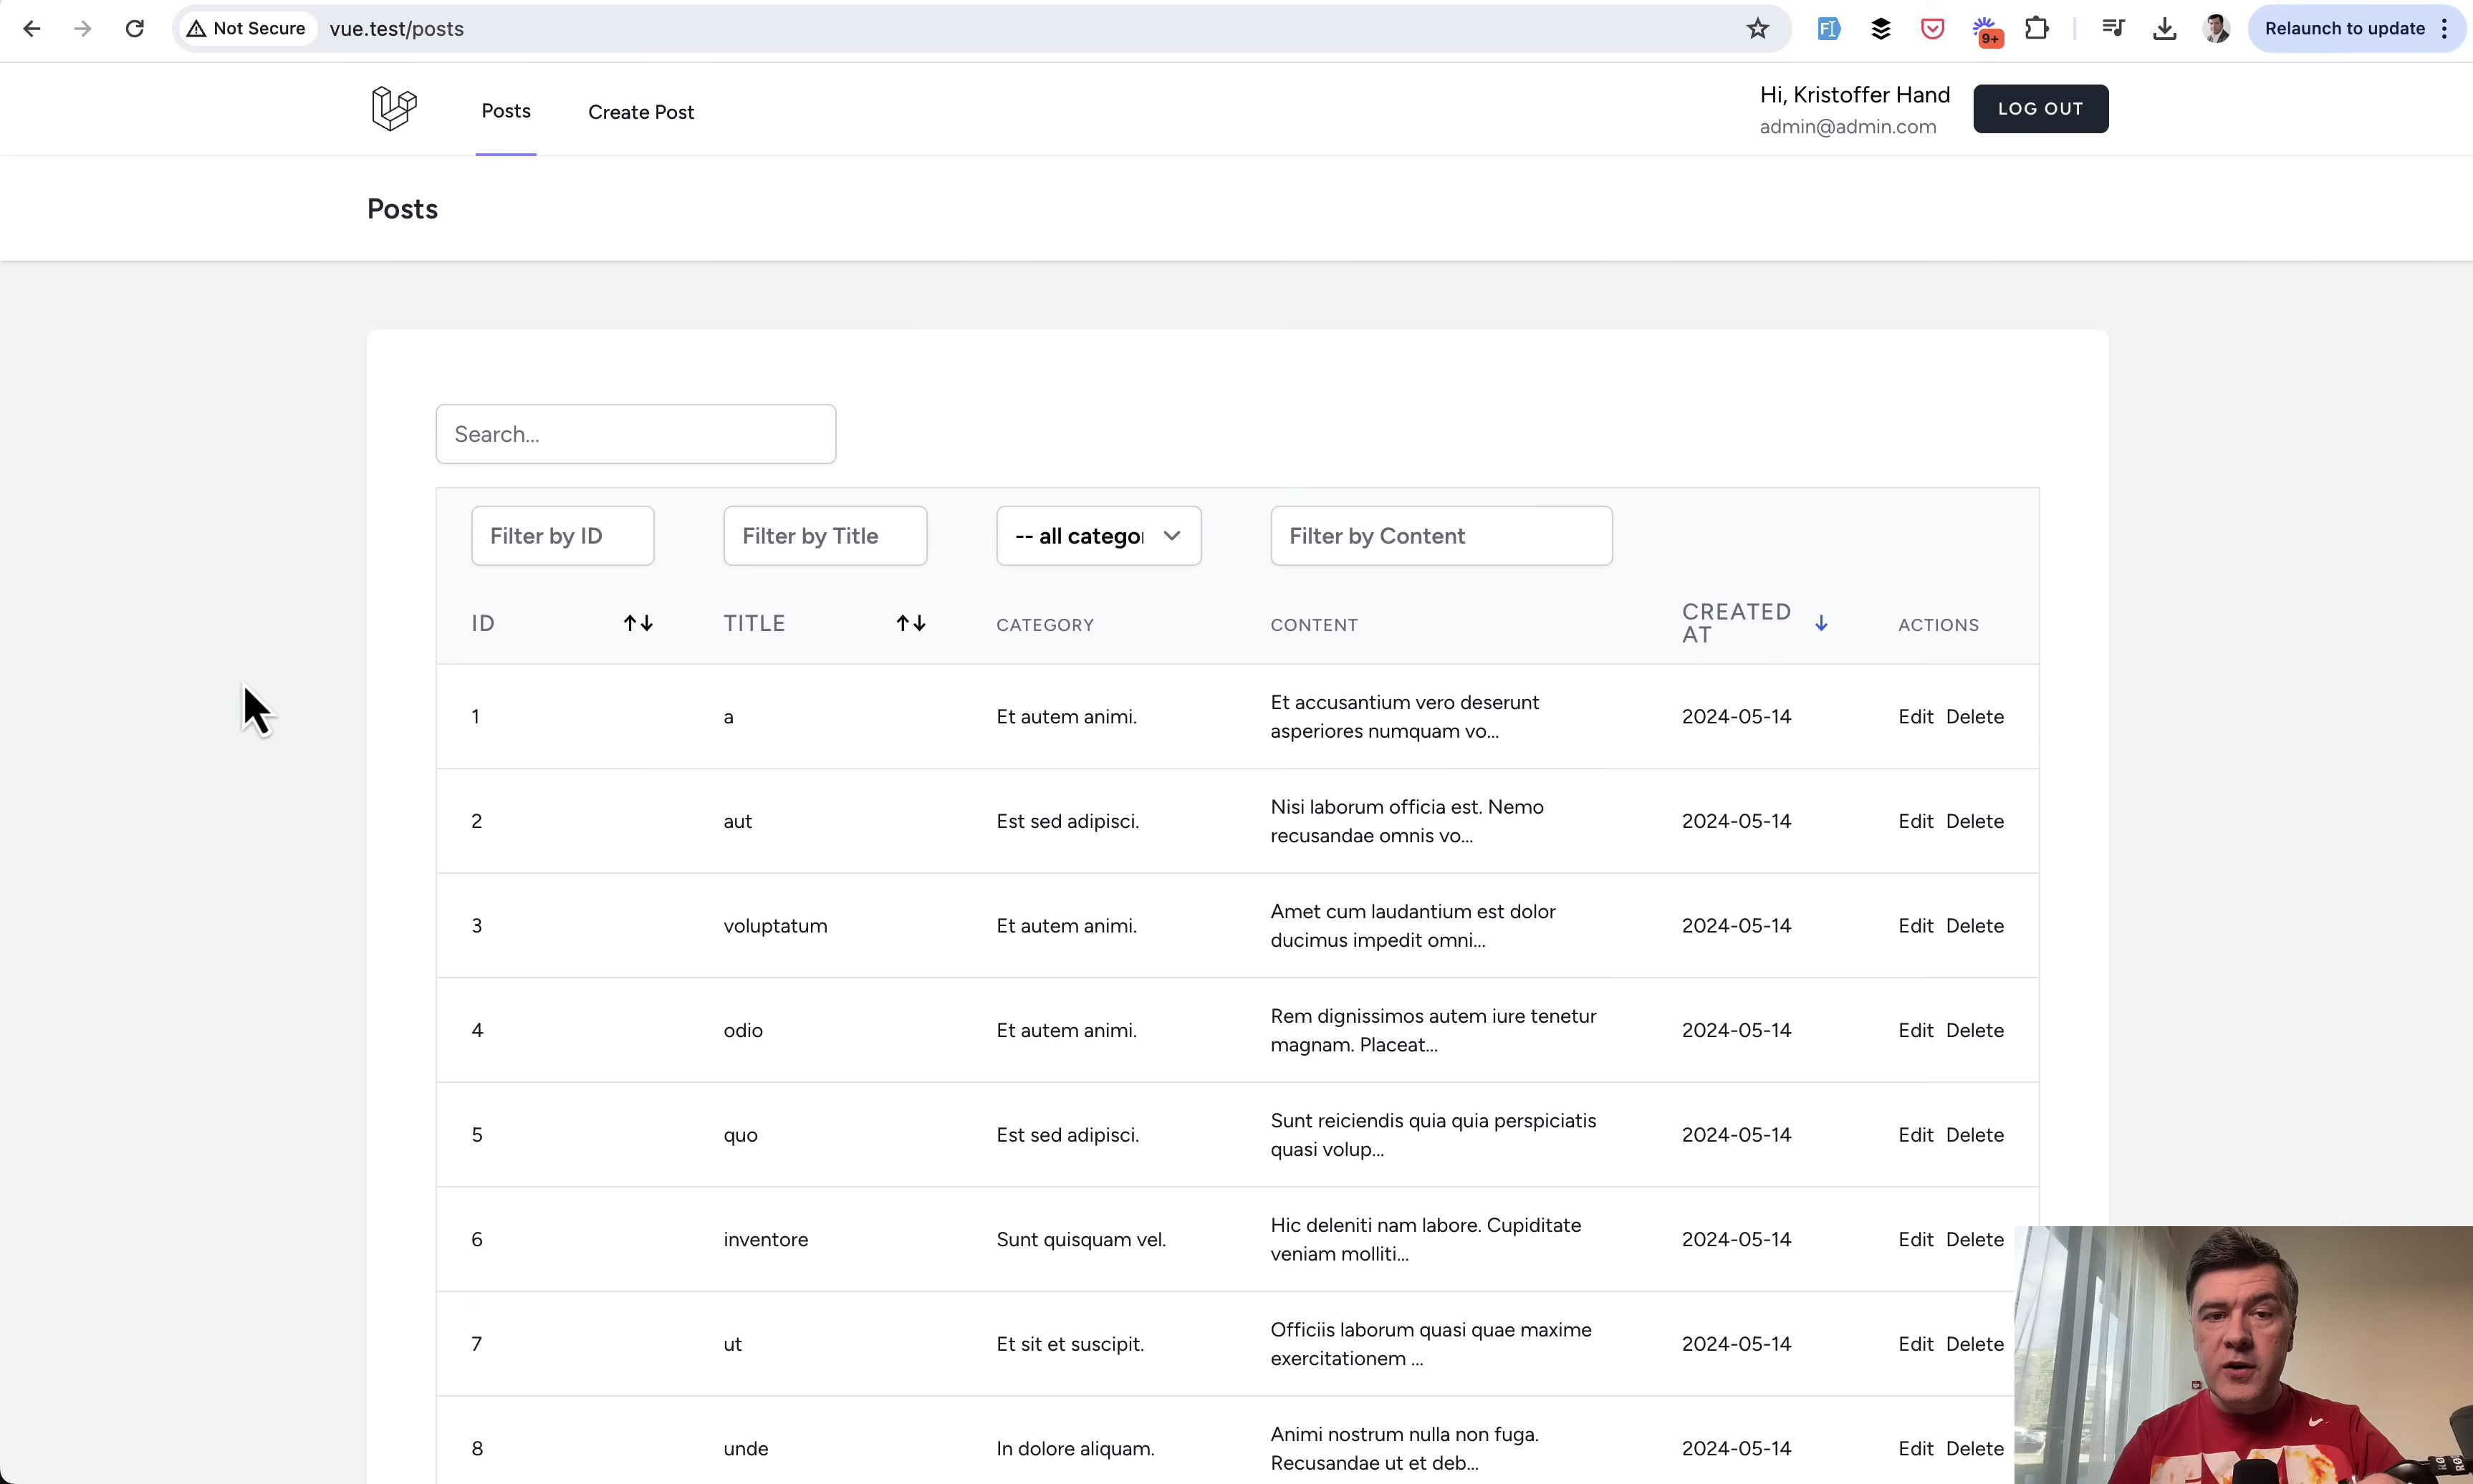 Not Secure vue.test/posts 9+ Relaunch to update
Posts Create Post Hi, Kristoffer Hand LOG OUT
admin@admin.com
Posts
Search...
Filter by ID Filter by Title -- all categor Filter by Content
ID TITLE CATEGORY CONTENT CREATED AT ACTIONS
1 a Et autem animi. Et accusantium vero deserunt 2024-05-14 Edit Delete
asperiores numquam vo...
2 aut Est sed adipisci. Nisi laborum officia est. Nemo 2024-05-14 Edit Delete
recusandae omnis vo...
3 voluptatum Et autem animi. Amet cum laudantium est dolor 2024-05-14 Edit Delete
ducimus impedit omni...
4 odio Et autem animi. Rem dignissimos autem iure tenetur 2024-05-14 Edit Delete
magnam. Placeat...
5 quo Est sed adipisci. Sunt reiciendis quia quia perspiciatis 2024-05-14 Edit Delete
quasi volup...
6 inventore Sunt quisquam vel. Hic deleniti nam labore. Cupiditate 2024-05-14 Edit Delete
veniam molliti...
7 ut Et sit et suscipit. Officiis laborum quasi quae maxime 2024-05-14 Edit Delete
exercitationem ...
8 unde In dolore aliquam. Animi nostrum nulla non fuga. 2024-05-14 Edit Delete
Recusandae ut et deb...